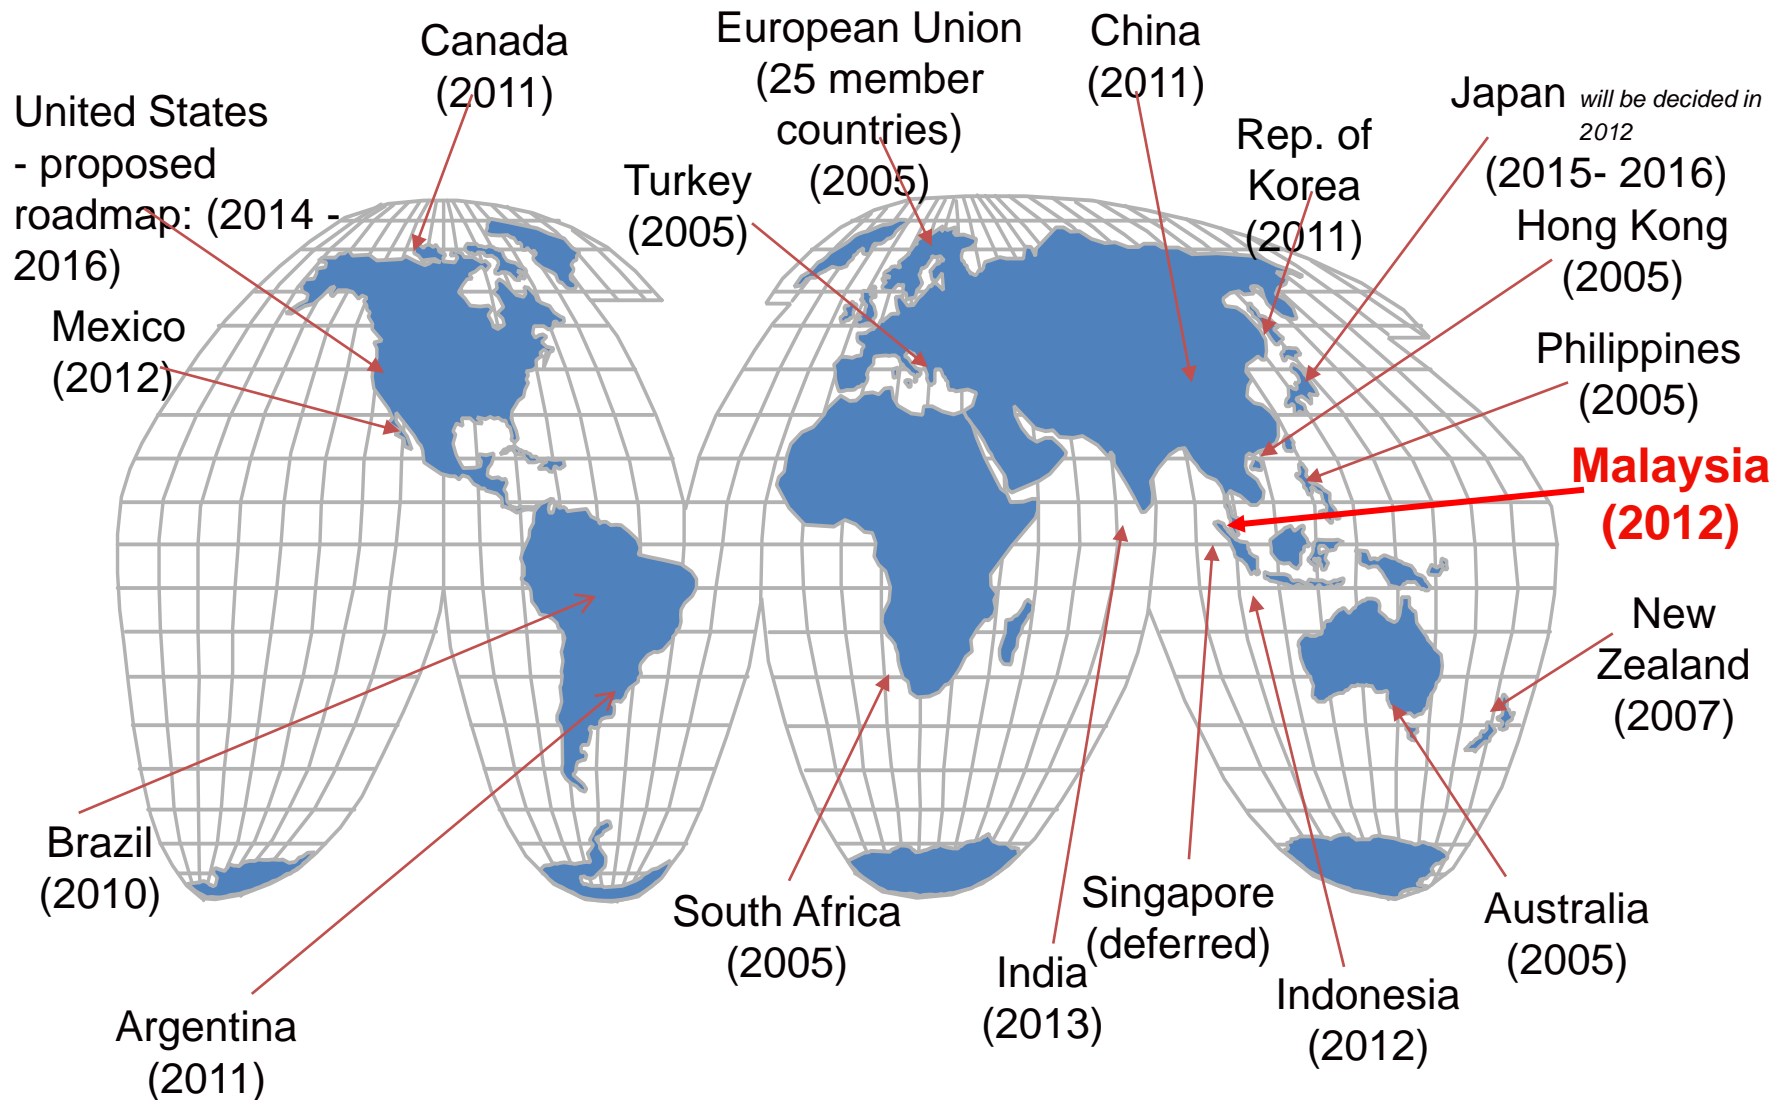 Canada
(2011)
European Union
(25 member
countries)
(2005)
China
(2011)
United States
- proposed
roadmap: (2014 -
2016)
Turkey
(2005)
Rep. of
Korea
(2011)
Japan will be decided in
2012
(2015- 2016)
Hong Kong
(2005)
Mexico
(2012)
Philippines
(2005)
Malaysia
(2012)
New
Zealand
(2007)
Brazil
(2010)
South Africa
(2005)
Singapore
(deferred)
Australia
(2005)
India
(2013)
Indonesia
(2012)
Argentina
(2011)